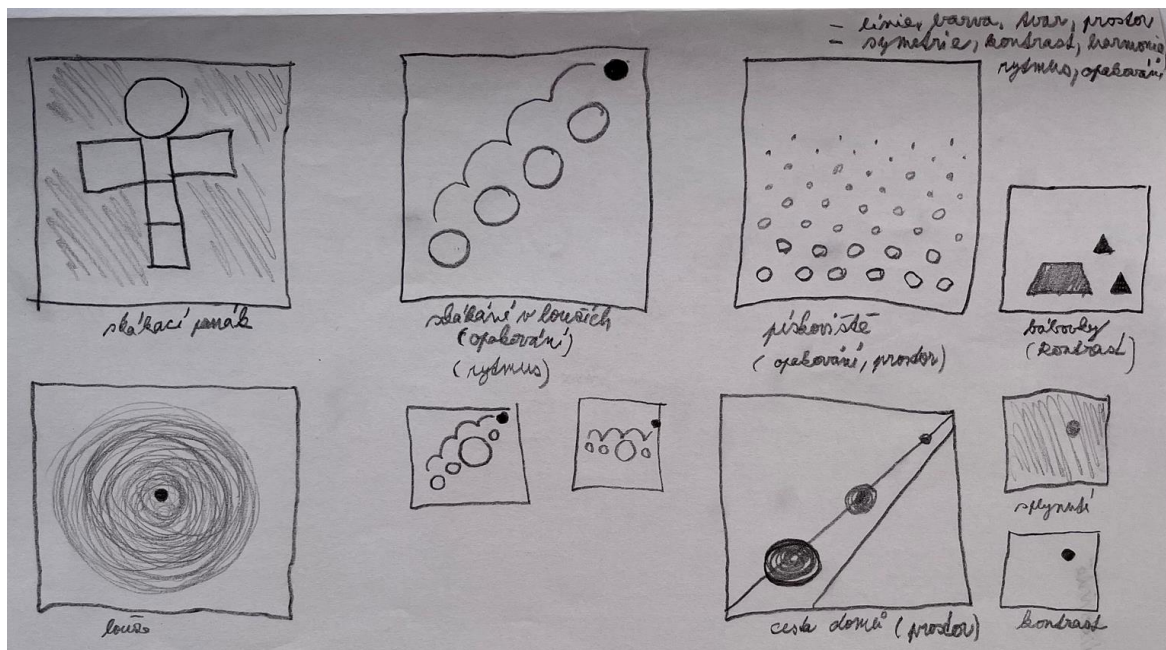 – linie, barva, tvar, prostor
– symetrie, kontrast, harmonie
rytmus, opakování
skákací panák
skákání v loužích
(opakování)
(rytmus)
pískoviště
(opakování, prostor)
bábovky
(kontrast)
louže
cesta domů (prostor)
splynutí
kontrast